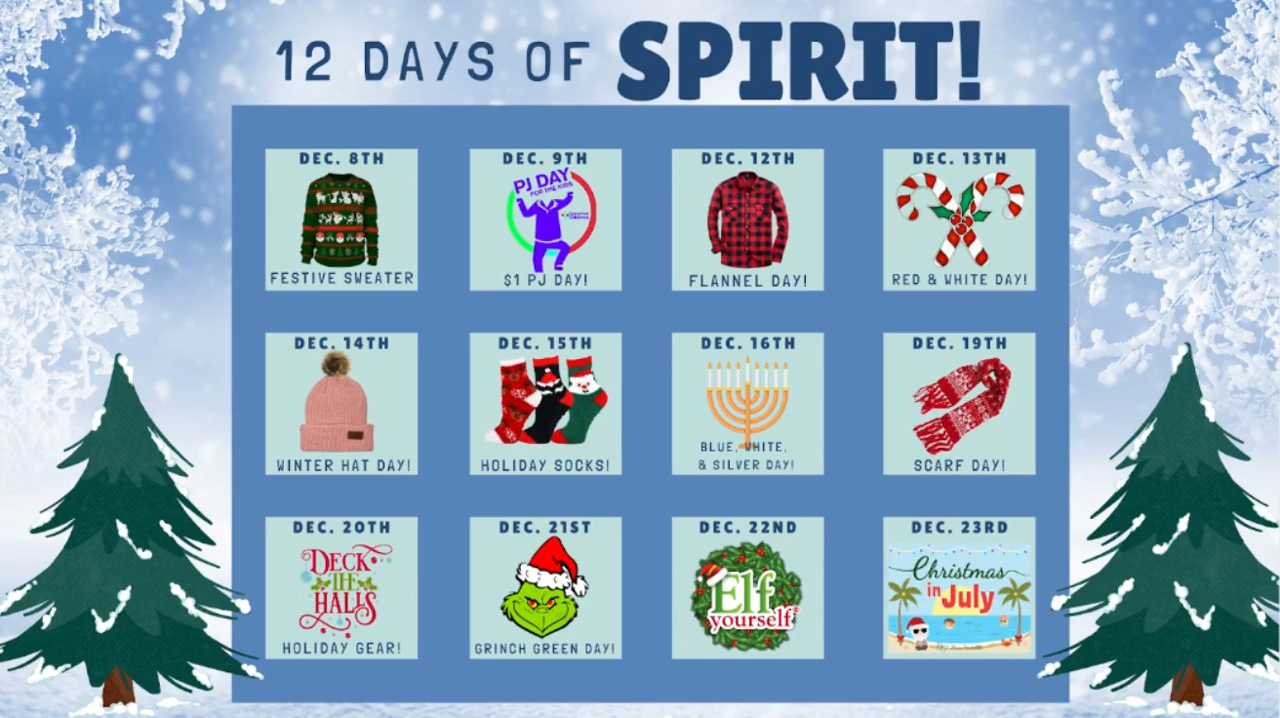 12 DAYS OF SPIRIT!
DEC. 8TH
FESTIVE SWEATER
DEC. 9TH
PJ DAY
FOR THE KIDS
$1 PJ DAY!
DEC. 12TH
FLANNEL DAY!
DEC. 13TH
RED & WHITE DAY!
DEC. 14TH
WINTER HAT DAY!
DEC. 15TH
HOLIDAY SOCKS!
DEC. 16TH
BLUE, WHITE,
& SILVER DAY!
DEC. 19TH
SCARF DAY!
DEC. 20TH
DECK
THE
HALLS
HOLIDAY GEAR!
DEC. 21ST
GRINCH GREEN DAY!
DEC. 22ND
Elf
yourself®
DEC. 23RD
Christmas
in July